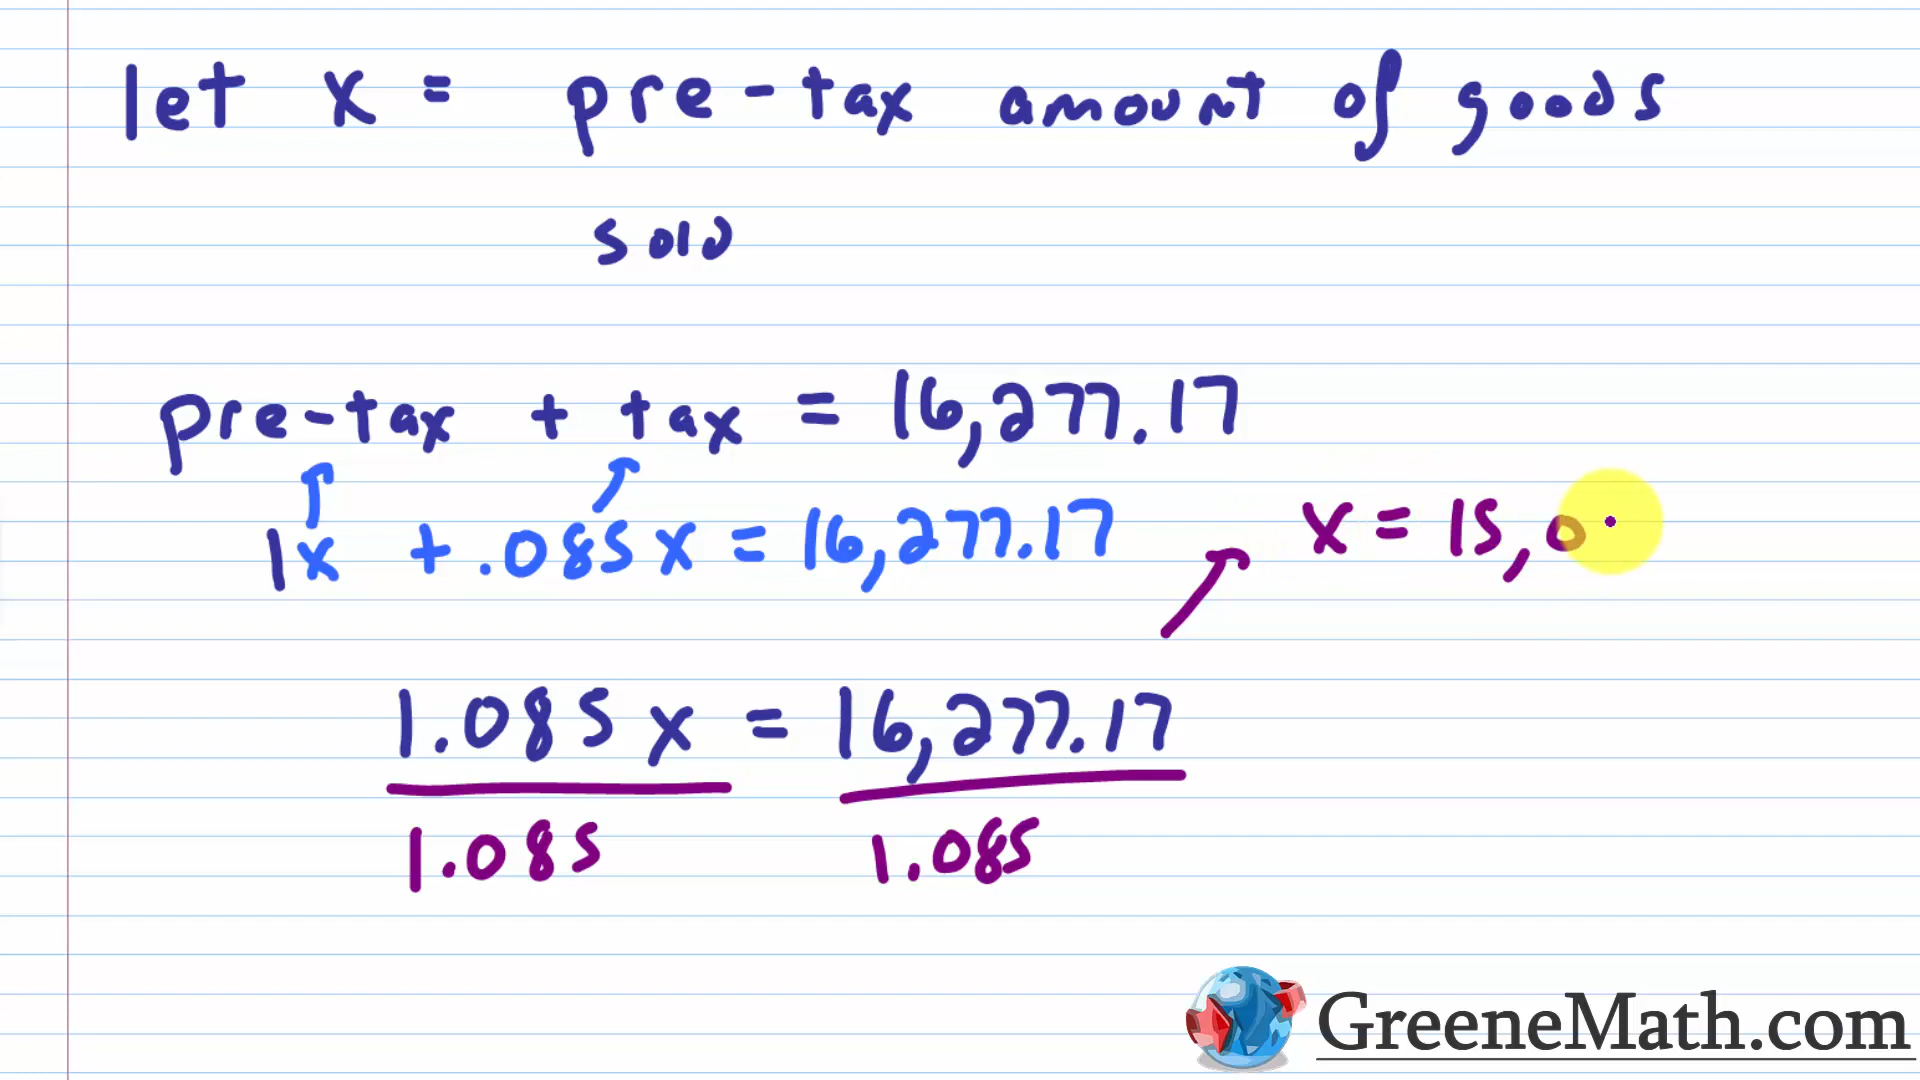 let x = pre-tax amount of goods
sold
pre-tax + tax = 16,277.17
1x + .085x = 16,277.17
x = 15,0
1.085x = 16,277.17
1.085 1.085
GreeneMath.com